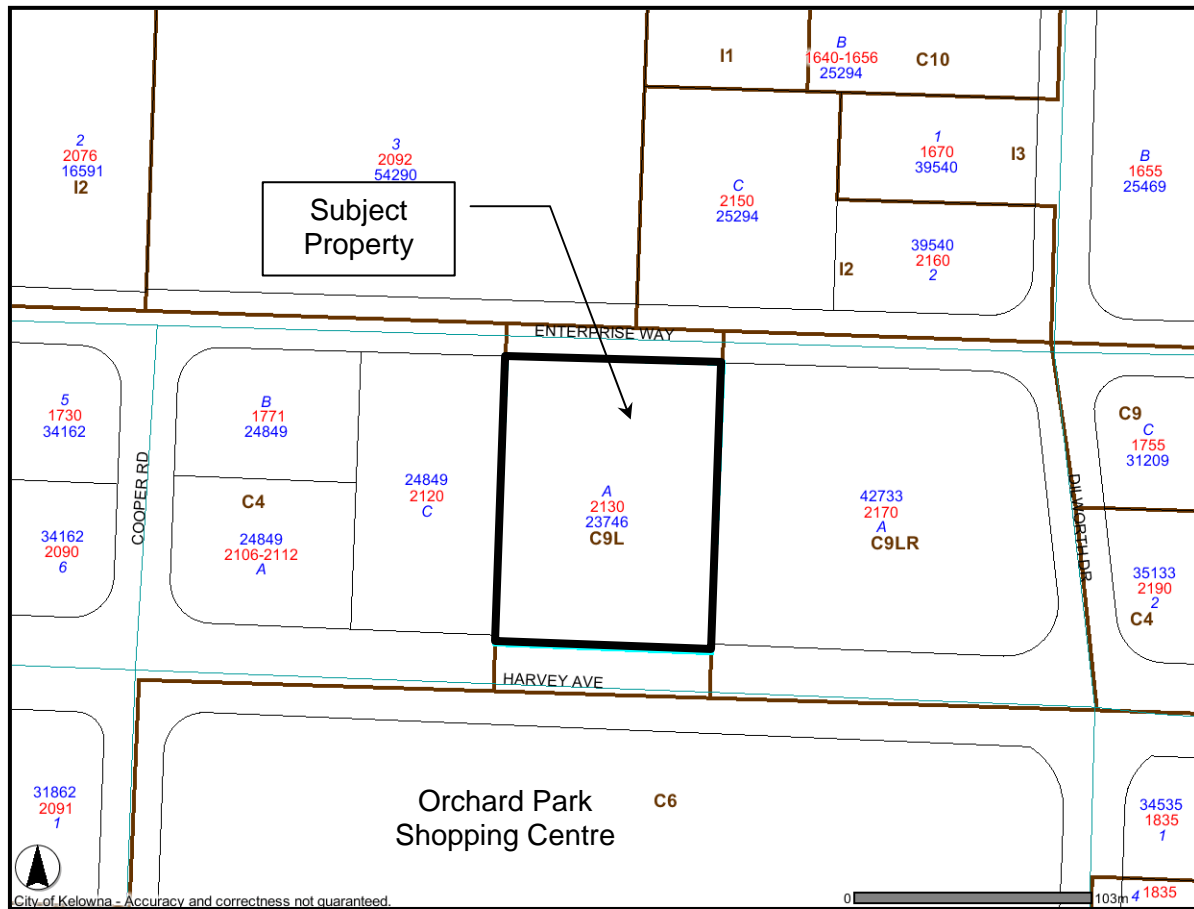 I1
B
1640-1656
25294
C10
2
2076
16591
I2
3
2092
54290
C
2150
25294
1
1670
39540
I3
B
1655
25469
Subject
Property
39540
2160
2
I2
ENTERPRISE WAY
5
1730
34162
B
1771
24849
C9
C
1755
31209
COOPER RD
C4
24849
2120
C
A
2130
23746
C9L
42733
2170
A
C9LR
DILWORTH DR
34162
2090
6
24849
2106-2112
A
35133
2190
2
C4
HARVEY AVE
31862
2091
1
Orchard Park
Shopping Centre
C6
34535
1835
1
City of Kelowna - Accuracy and correctness not guaranteed.
0
103m
4
1835